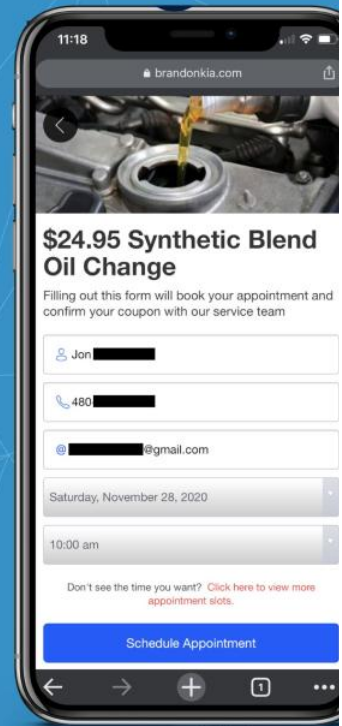 11:18
brandonkia.com
$24.95 Synthetic Blend
Oil Change
Filling out this form will book your appointment and
confirm your coupon with our service team
Jon
480-
@ @gmail.com
Saturday, November 28, 2020
10:00 am
Don't see the time you want? Click here to view more
appointment slots.
Schedule Appointment
1